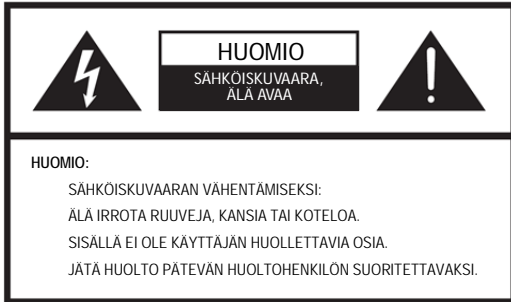 HUOMIO
SÄHKÖISKUVAARA,
ÄLÄ AVAA
HUOMIO:
SÄHKÖISKUVAARAN VÄHENTÄMISEKSI:
ÄLÄ IRROTA RUUVEJA, KANSIA TAI KOTELOA.
SISÄLLÄ EI OLE KÄYTTÄJÄN HUOLLETTAVIA OSIA.
JÄTÄ HUOLTO PÄTEVÄN HUOLTOHENKILÖN SUORITETTAVAKSI.